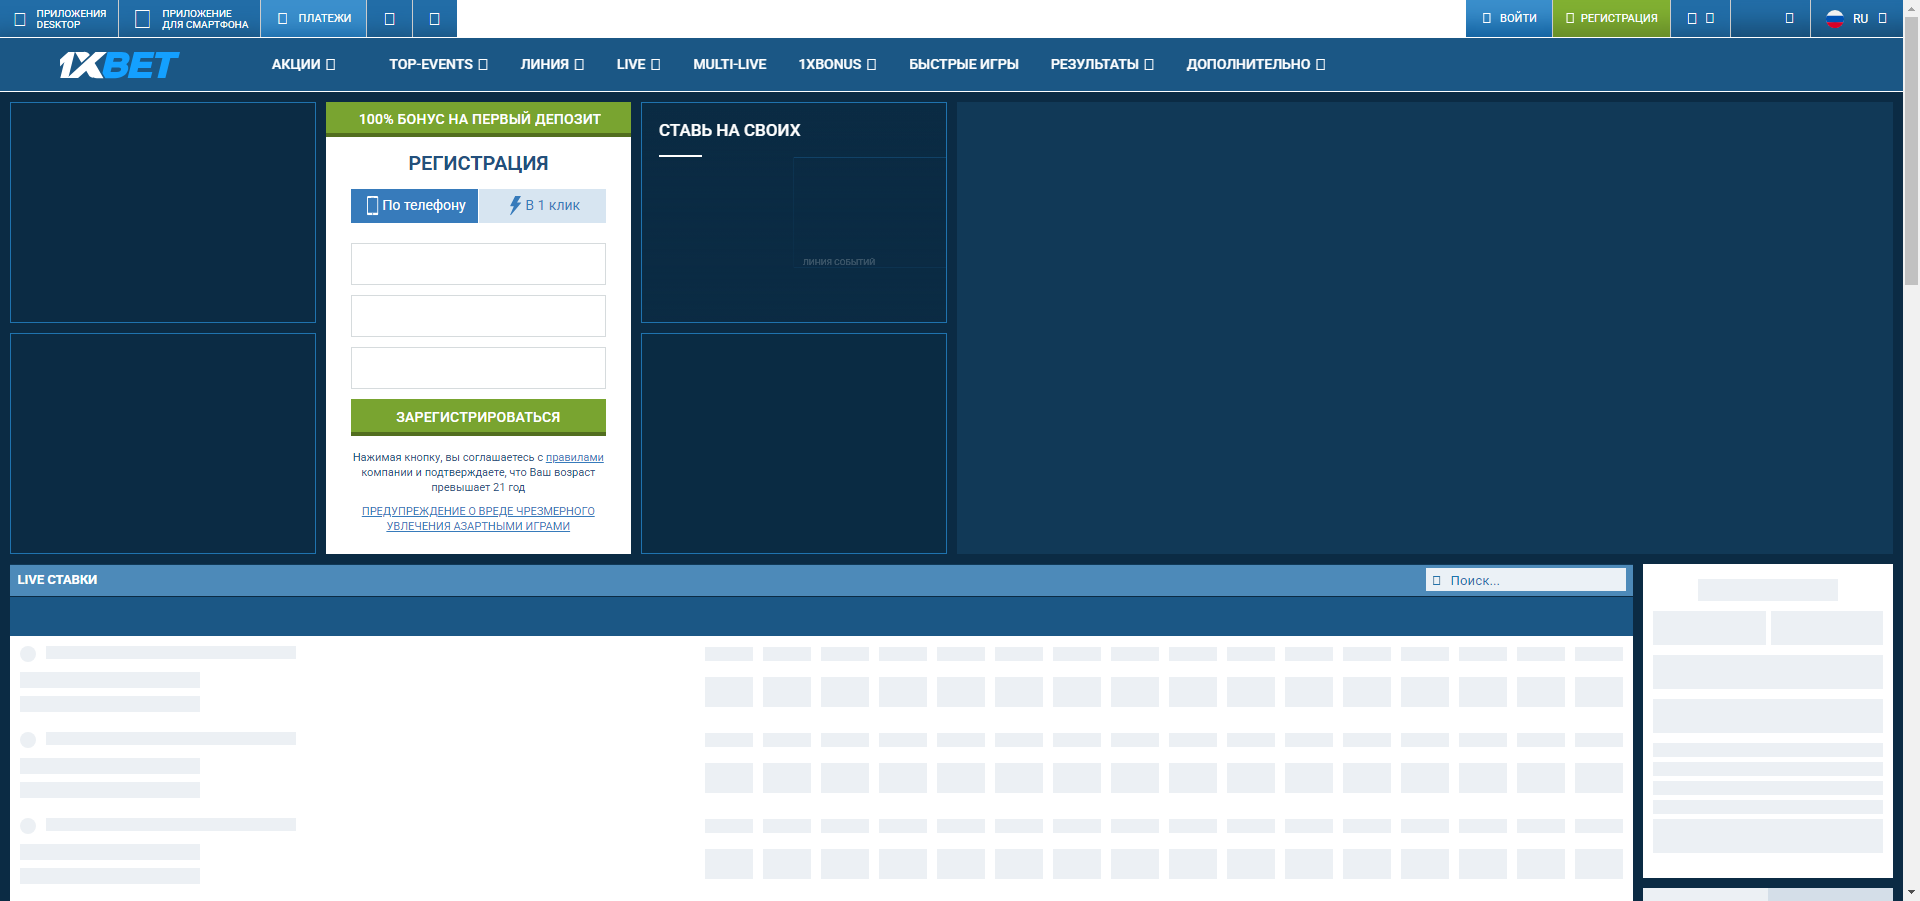 ПРИЛОЖЕНИЯ
DESKTOP
ПРИЛОЖЕНИЕ
ДЛЯ СМАРТФОНА
ПЛАТЕЖИ
ВОЙТИ
РЕГИСТРАЦИЯ
RU
1XBET
АКЦИИ
TOP-EVENTS
ЛИНИЯ
LIVE
MULTI-LIVE
1XBONUS
БЫСТРЫЕ ИГРЫ
РЕЗУЛЬТАТЫ
ДОПОЛНИТЕЛЬНО
100% БОНУС НА ПЕРВЫЙ ДЕПОЗИТ
РЕГИСТРАЦИЯ
По телефону
В 1 клик
ЗАРЕГИСТРИРОВАТЬСЯ
Нажимая кнопку, вы соглашаетесь с правилами
компании и подтверждаете, что Ваш возраст
превышает 21 год
ПРЕДУПРЕЖДЕНИЕ О ВРЕДЕ ЧРЕЗМЕРНОГО
УВЛЕЧЕНИЯ АЗАРТНЫМИ ИГРАМИ
СТАВЬ НА СВОИХ
ЛИНИЯ СОБЫТИЙ
LIVE СТАВКИ
Поиск...